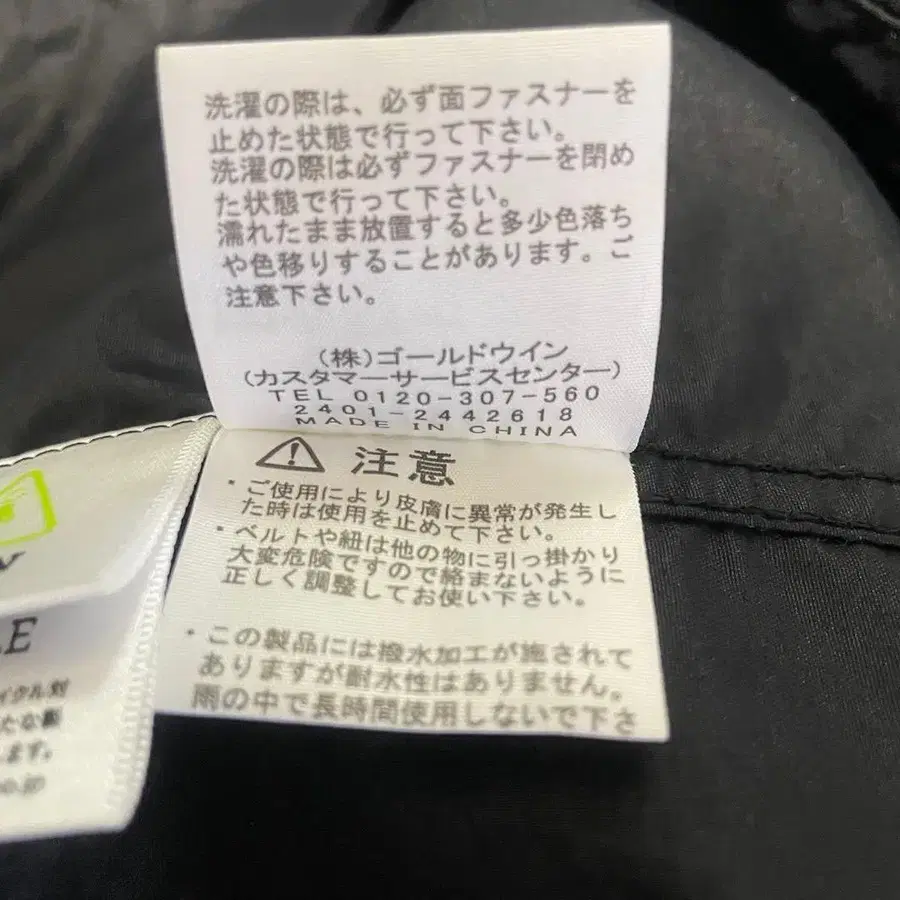 洗濯の際は、必ず面ファスナーを
止めた状態で行って下さい。
洗濯の際は必ずファスナーを閉め
た状態で行って下さい。
濡れたまま放置すると多少色落ち
や色移りすることがあります。ご
注意下さい。
(株)ゴールドウイン
(カスタマーサービスセンター)
TEL 0120-307-560
2401-2442618
MADE IN CHINA
注意
・ご使用により皮膚に異常が発生し
た時は使用を止めて下さい。
・ベルトや紐は他の物に引っ掛かり
大変危険ですので絡まないように
正しく調整してお使い下さい。
・この製品には撥水加工が施されて
ありますが耐水性はありません。
雨の中で長時間使用しないで下さ
LE
イクル対
たな製
します。
o.jp